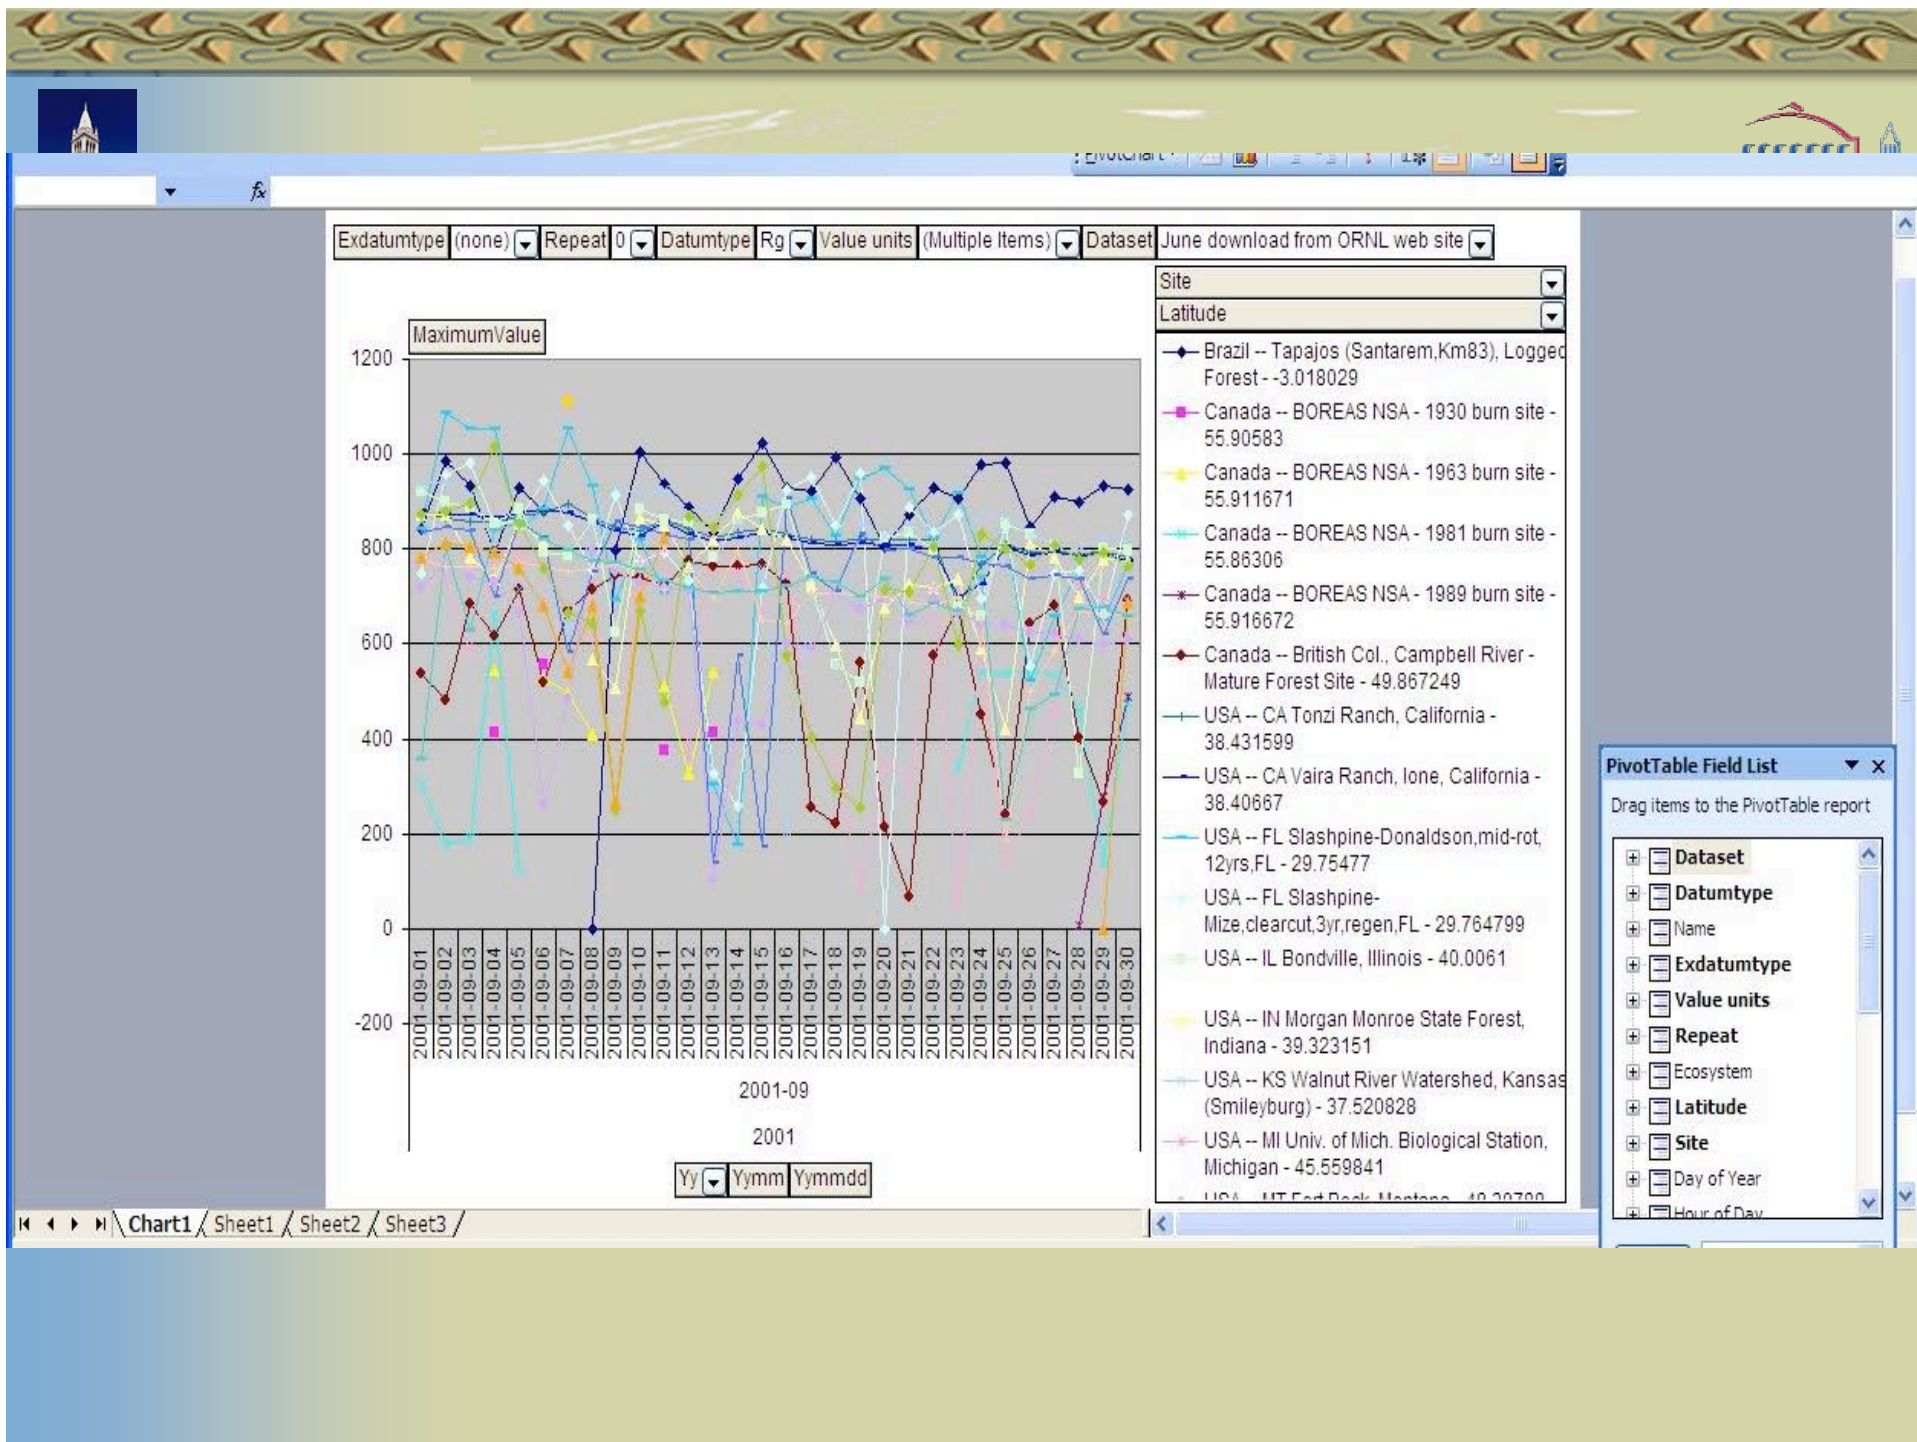 fx
Exdatumtype (none) Repeat 0 Datumtype Rg Value units (Multiple Items) Dataset June download from ORNL web site
Site
Latitude
MaximumValue
1200
1000
800
600
400
200
0
-200
2001-09-01
2001-09-02
2001-09-03
2001-09-04
2001-09-05
2001-09-06
2001-09-07
2001-09-08
2001-09-09
2001-09-10
2001-09-11
2001-09-12
2001-09-13
2001-09-14
2001-09-15
2001-09-16
2001-09-17
2001-09-18
2001-09-19
2001-09-20
2001-09-21
2001-09-22
2001-09-23
2001-09-24
2001-09-25
2001-09-26
2001-09-27
2001-09-28
2001-09-29
2001-09-30
2001-09
2001
Yy Yymm Yymmdd
Brazil -- Tapajos (Santarem,Km83), Logged
Forest - -3.018029
Canada -- BOREAS NSA - 1930 burn site -
55.90583
Canada -- BOREAS NSA - 1963 burn site -
55.911671
Canada -- BOREAS NSA - 1981 burn site -
55.86306
Canada -- BOREAS NSA - 1989 burn site -
55.916672
Canada -- British Col., Campbell River -
Mature Forest Site - 49.867249
USA -- CA Tonzi Ranch, California -
38.431599
USA -- CA Vaira Ranch, Ione, California -
38.40667
USA -- FL Slashpine-Donaldson,mid-rot,
12yrs,FL - 29.75477
USA -- FL Slashpine-
Mize,clearcut,3yr,regen,FL - 29.764799
USA -- IL Bondville, Illinois - 40.0061
USA -- IN Morgan Monroe State Forest,
Indiana - 39.323151
USA -- KS Walnut River Watershed, Kansas
(Smileyburg) - 37.520828
USA -- MI Univ. of Mich. Biological Station,
Michigan - 45.559841
PivotTable Field List
Drag items to the PivotTable report
Dataset
Datumtype
Name
Exdatumtype
Value units
Repeat
Ecosystem
Latitude
Site
Day of Year
Hour of Day
Chart1 Sheet1 Sheet2 Sheet3